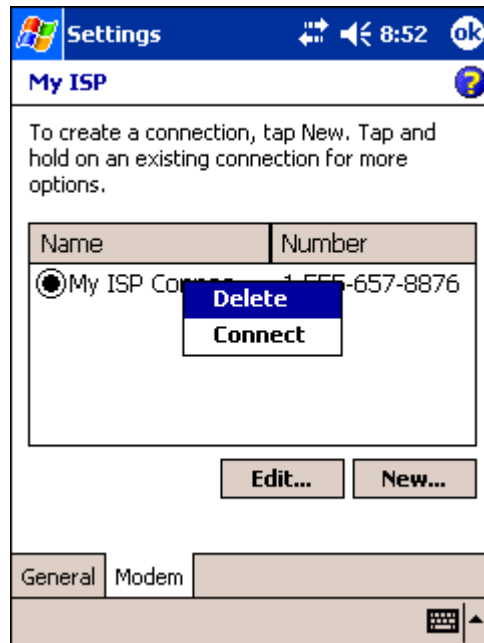 Settings 8:52 ok
My ISP ?
To create a connection, tap New. Tap and
hold on an existing connection for more
options.
Name Number
My ISP 1-555-657-8876
Delete
Connect
Edit... New...
General Modem